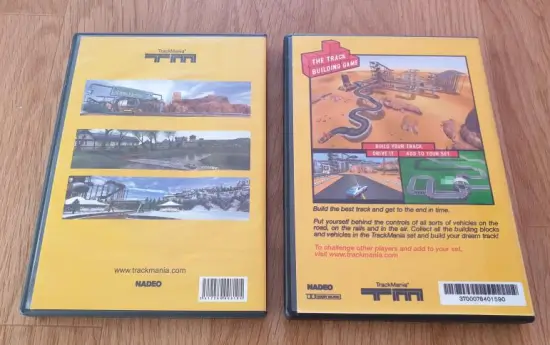 TrackMania
TM
www.trackmania.com
NADEO
THE TRACK
BUILDING GAME
BUILD YOUR TRACK
DRIVE IT
ADD TO YOUR SET
Build the best track and get to the end in time.
Put yourself behind the controls of all sorts of vehicles on the
road, on the rails and in the air. Collect all the building blocks
and vehicles in the TrackMania set and build your dream track!
To challenge other players and add to your set,
visit www.trackmania.com.
NADEO
TrackMania
TM
3700078401590